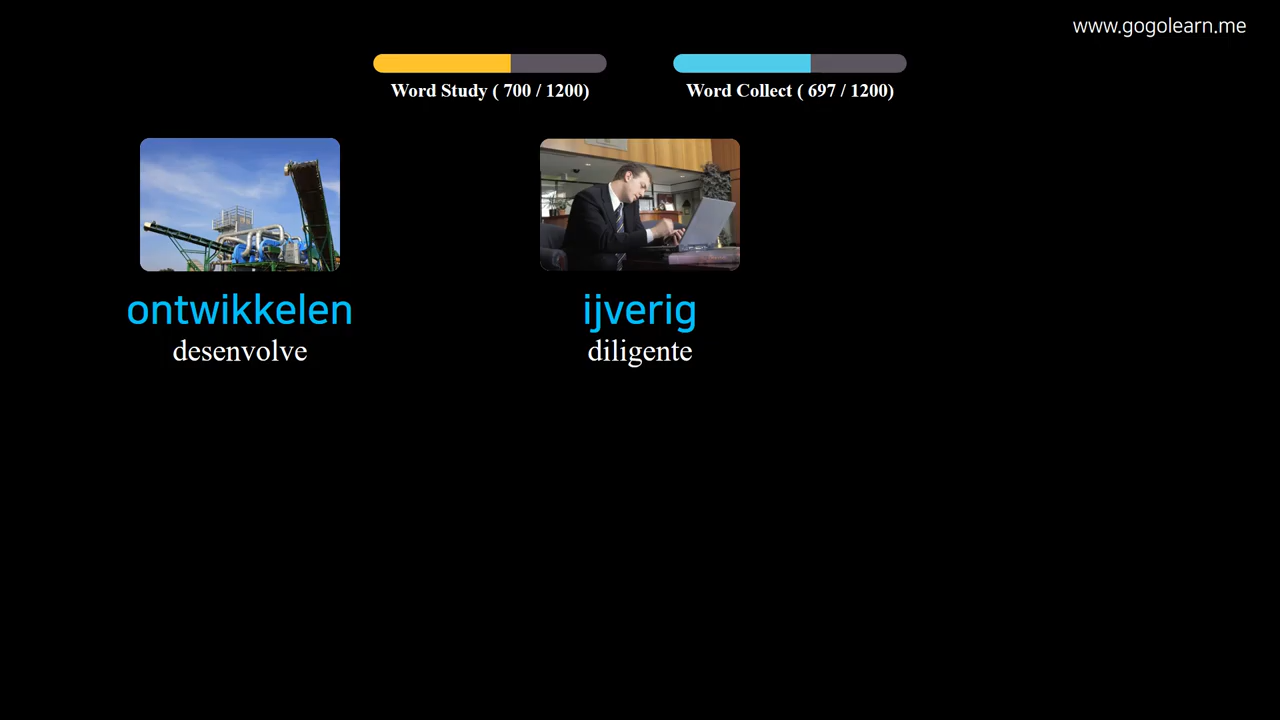 www.gogolearn.me
Word Study ( 700 / 1200)
Word Collect ( 697 / 1200)
ontwikkelen
desenvolve
ijverig
diligente